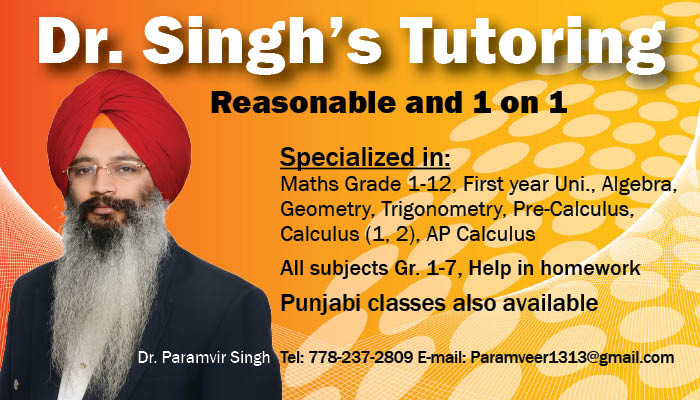 Dr. Singh's Tutoring
Reasonable and 1 on 1
Specialized in:
Maths Grade 1-12, First year Uni., Algebra,
Geometry, Trigonometry, Pre-Calculus,
Calculus (1, 2), AP Calculus
All subjects Gr. 1-7, Help in homework
Punjabi classes also available
Dr. Paramvir Singh Tel: 778-237-2809 E-mail: Paramveer1313@gmail.com